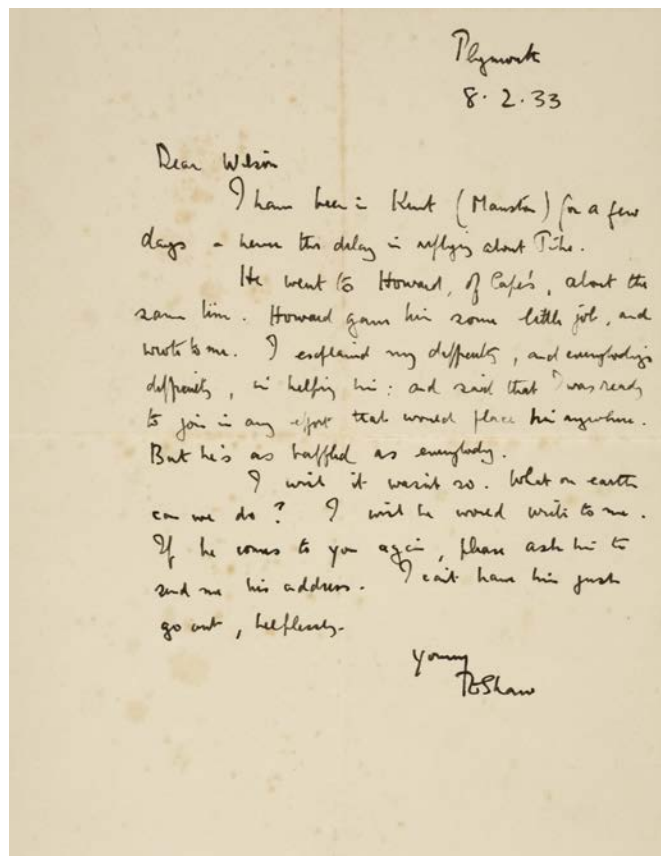 Plymouth
8.2.33
Dear Wilson
I have been in Kent (Manston) for a few
days - hence this delay in replying about Pike.
He went to Howard, of Cape's, about the
same time. Howard gave him some little job, and
wrote to me. I explained my difficulty, and everybody's
difficulty, in helping him: and said that I was ready
to join in any effort that would place him anywhere.
But he's as baffled as everybody.
I wish it wasn't so. What on earth
can we do? I wish he would write to me.
If he comes to you again, please ask him to
send me his address. I can't have him just
go out, helplessly.
Yours
TEShaw